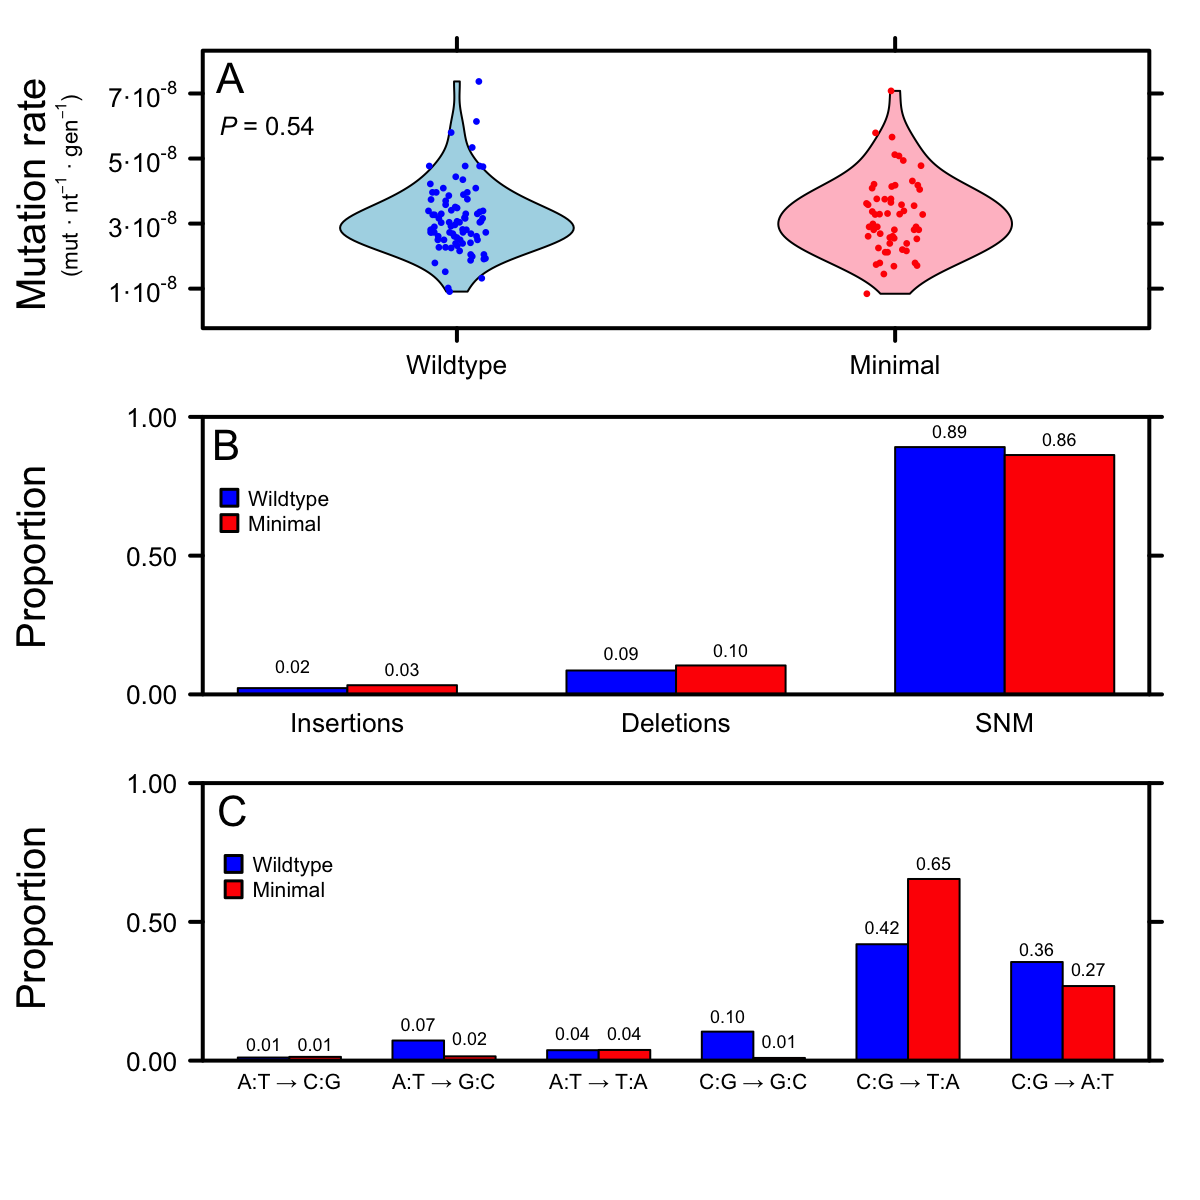 A
P = 0.54
Mutation rate
(mut · nt⁻¹ · gen⁻¹)
7·10⁻⁸
5·10⁻⁸
3·10⁻⁸
1·10⁻⁸
Wildtype Minimal
B
Wildtype
Minimal
Proportion
1.00
0.50
0.00
0.02 0.03 0.09 0.10 0.89 0.86
Insertions Deletions SNM
C
Wildtype
Minimal
Proportion
1.00
0.50
0.00
0.01 0.01 0.07 0.02 0.04 0.04 0.10 0.01 0.42 0.65 0.36 0.27
A:T → C:G A:T → G:C A:T → T:A C:G → G:C C:G → T:A C:G → A:T